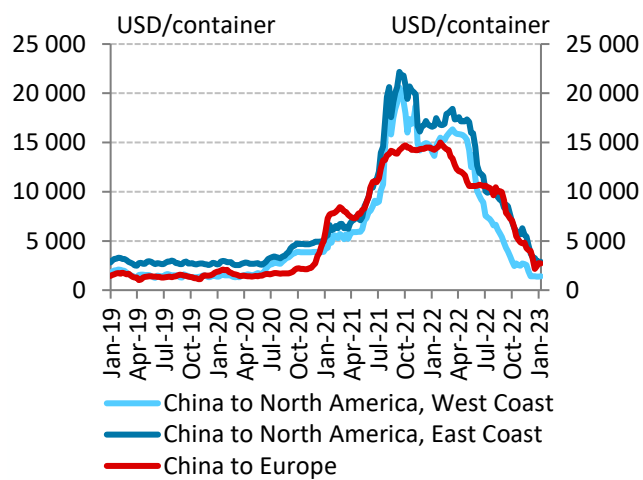 USD/container USD/container
25 000 25 000
20 000 20 000
15 000 15 000
10 000 10 000
5 000 5 000
0 0
Jan-19 Apr-19 Jul-19 Oct-19 Jan-20 Apr-20 Jul-20 Oct-20 Jan-21 Apr-21 Jul-21 Oct-21 Jan-22 Apr-22 Jul-22 Oct-22 Jan-23
China to North America, West Coast
China to North America, East Coast
China to Europe